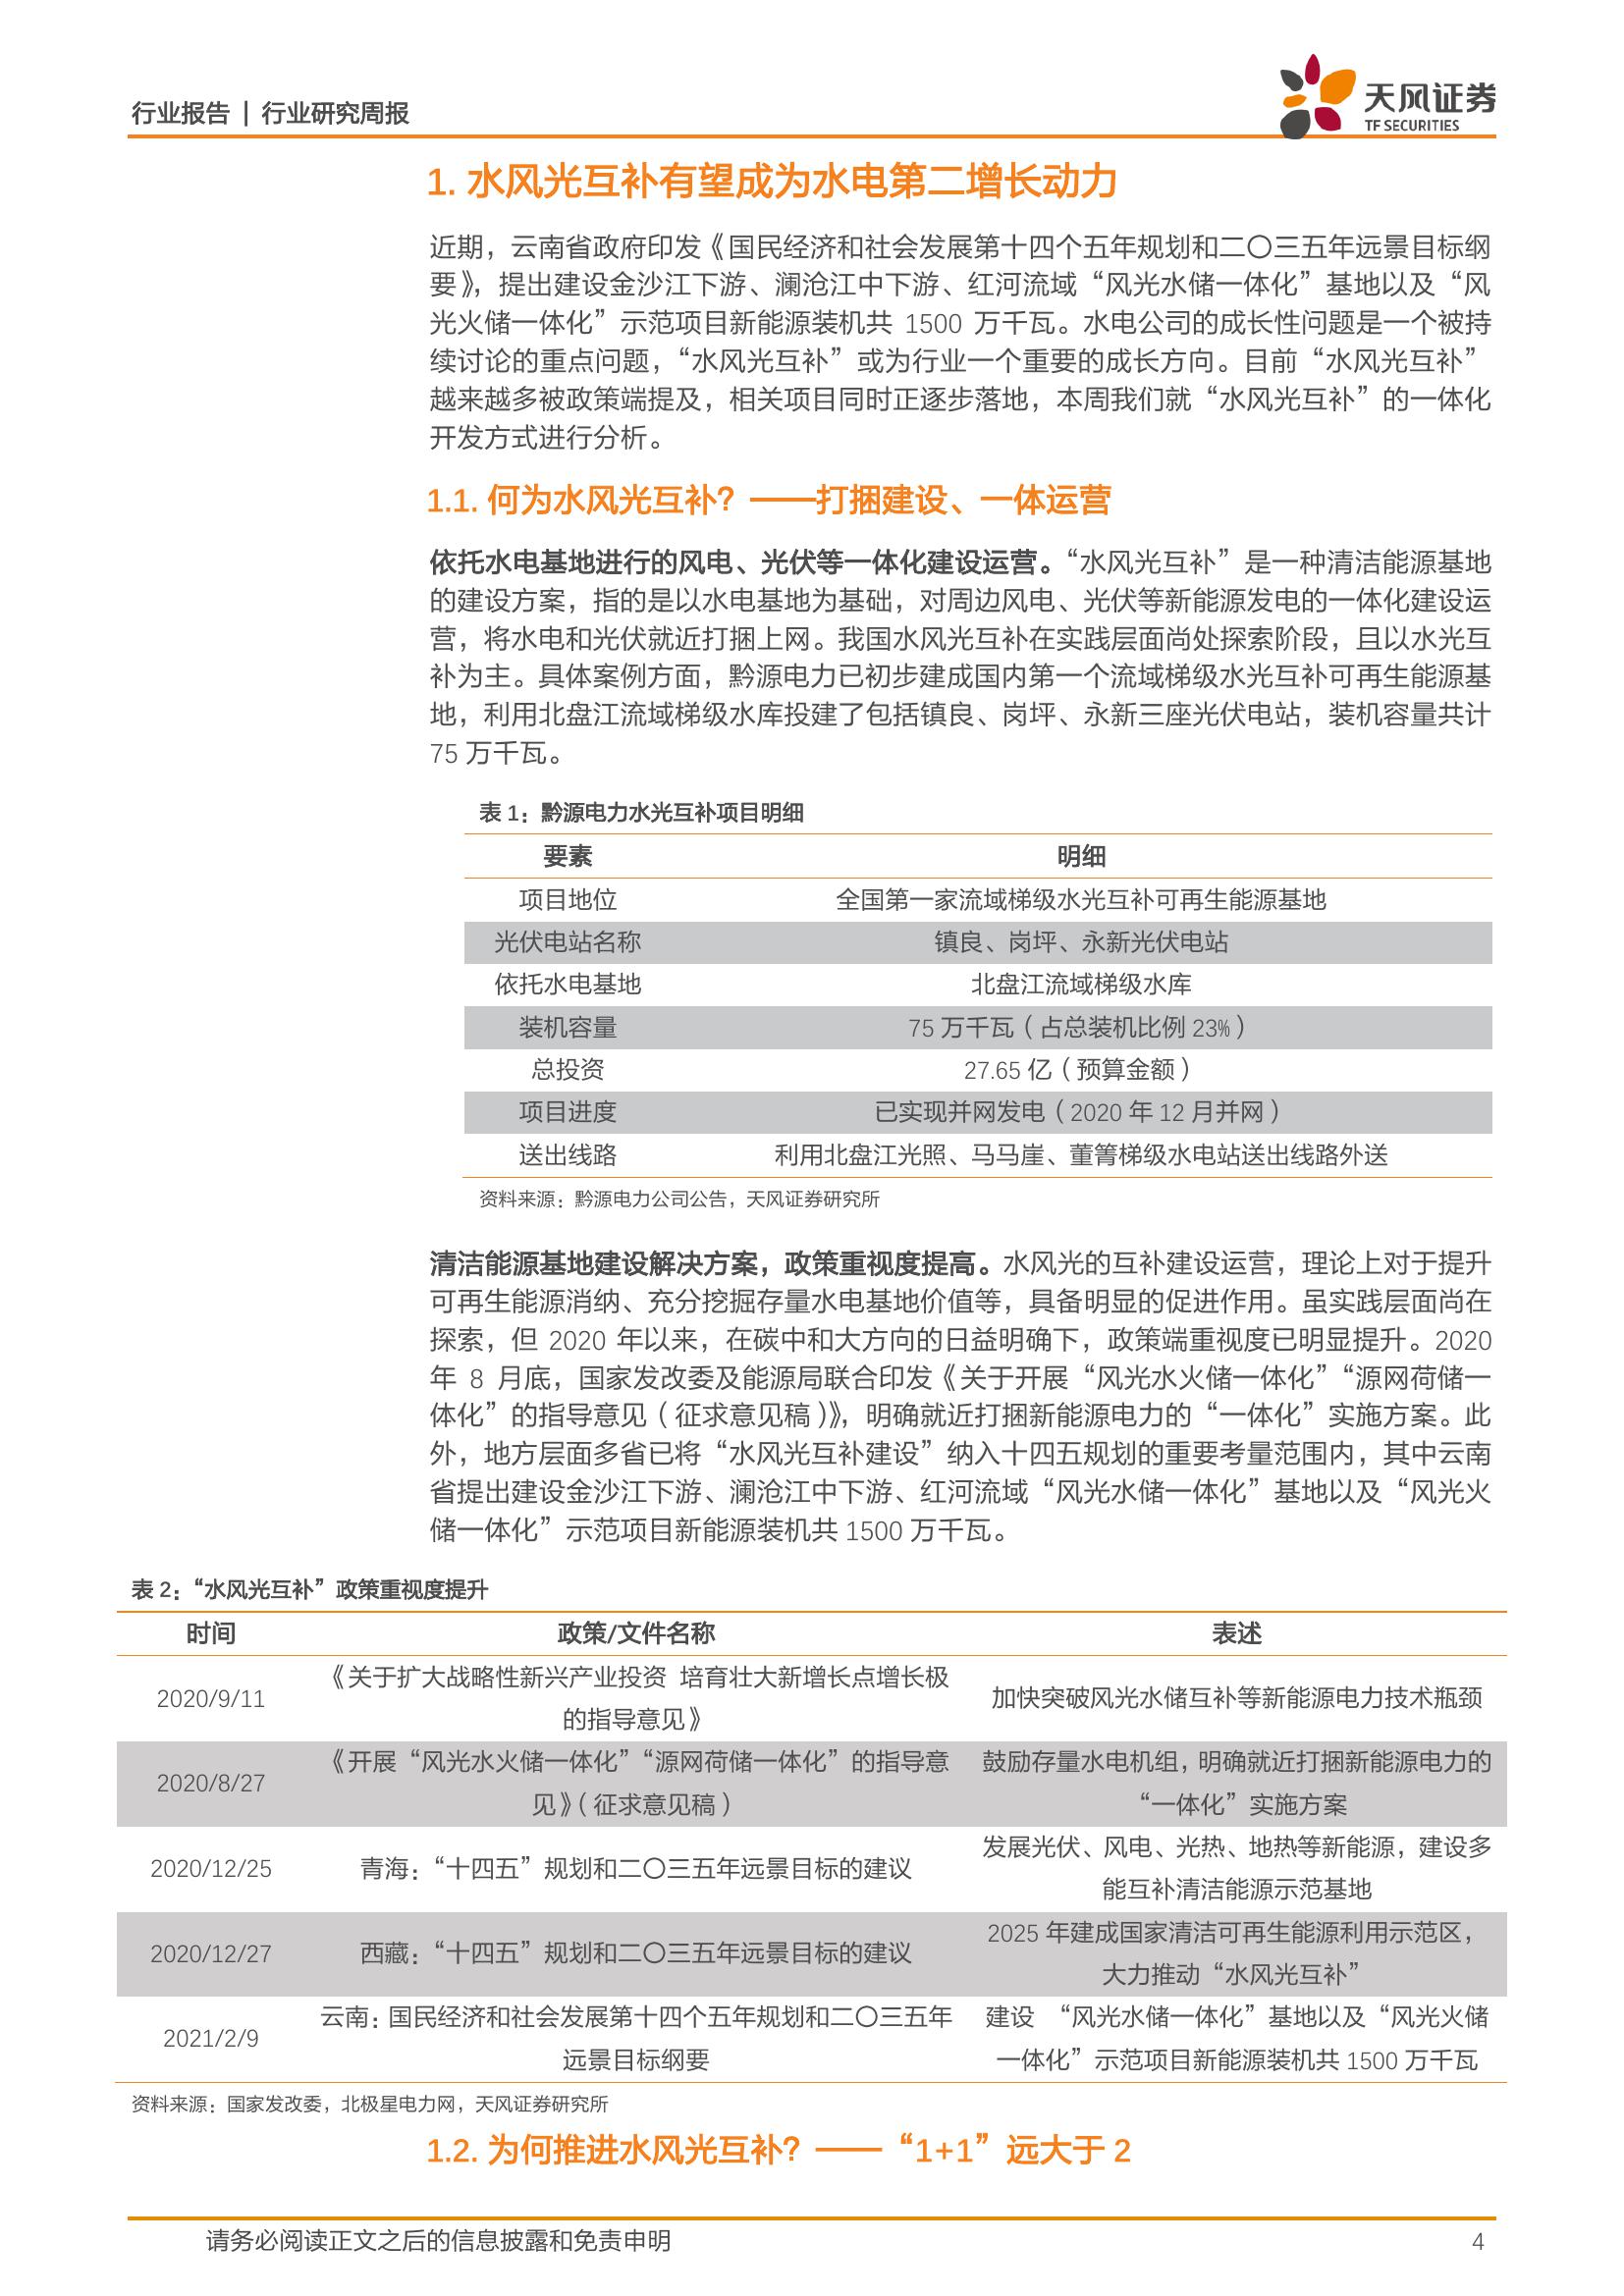 行业报告 | 行业研究周报
天风证券
TF SECURITIES
1. 水风光互补有望成为水电第二增长动力
近期，云南省政府印发《国民经济和社会发展第十四个五年规划和二〇三五年远景目标纲
要》，提出建设金沙江下游、澜沧江中下游、红河流域“风光水储一体化”基地以及“风
光火储一体化”示范项目新能源装机共 1500 万千瓦。水电公司的成长性问题是一个被持
续讨论的重点问题，“水风光互补”或为行业一个重要的成长方向。目前“水风光互补”
越来越多被政策端提及，相关项目同时正逐步落地，本周我们就“水风光互补”的一体化
开发方式进行分析。
1.1. 何为水风光互补？——打捆建设、一体运营
依托水电基地进行的风电、光伏等一体化建设运营。“水风光互补”是一种清洁能源基地
的建设方案，指的是以水电基地为基础，对周边风电、光伏等新能源发电的一体化建设运
营，将水电和光伏就近打捆上网。我国水风光互补在实践层面尚处探索阶段，且以水光互
补为主。具体案例方面，黔源电力已初步建成国内第一个流域梯级水光互补可再生能源基
地，利用北盘江流域梯级水库投建了包括镇良、岗坪、永新三座光伏电站，装机容量共计
75 万千瓦。
表 1：黔源电力水光互补项目明细
要素 明细
项目地位 全国第一家流域梯级水光互补可再生能源基地
光伏电站名称 镇良、岗坪、永新光伏电站
依托水电基地 北盘江流域梯级水库
装机容量 75 万千瓦（占总装机比例 23%）
总投资 27.65 亿（预算金额）
项目进度 已实现并网发电（2020 年 12 月并网）
送出线路 利用北盘江光照、马马崖、董箐梯级水电站送出线路外送
资料来源：黔源电力公司公告，天风证券研究所
清洁能源基地建设解决方案，政策重视度提高。水风光的互补建设运营，理论上对于提升
可再生能源消纳、充分挖掘存量水电基地价值等，具备明显的促进作用。虽实践层面尚在
探索，但 2020 年以来，在碳中和大方向的日益明确下，政策端重视度已明显提升。2020
年 8 月底，国家发改委及能源局联合印发《关于开展“风光水火储一体化”“源网荷储一
体化”的指导意见（征求意见稿）》，明确就近打捆新能源电力的“一体化”实施方案。此
外，地方层面多省已将“水风光互补建设”纳入十四五规划的重要考量范围内，其中云南
省提出建设金沙江下游、澜沧江中下游、红河流域“风光水储一体化”基地以及“风光火
储一体化”示范项目新能源装机共 1500 万千瓦。
表 2：“水风光互补”政策重视度提升
时间 政策/文件名称 表述
2020/9/11 《关于扩大战略性新兴产业投资 培育壮大新增长点增长极
的指导意见》 加快突破风光水储互补等新能源电力技术瓶颈
2020/8/27 《开展“风光水火储一体化”“源网荷储一体化”的指导意
见》（征求意见稿） 鼓励存量水电机组，明确就近打捆新能源电力的
“一体化”实施方案
2020/12/25 青海：“十四五”规划和二〇三五年远景目标的建议 发展光伏、风电、光热、地热等新能源，建设多
能互补清洁能源示范基地
2020/12/27 西藏：“十四五”规划和二〇三五年远景目标的建议 2025 年建成国家清洁可再生能源利用示范区，
大力推动“水风光互补”
2021/2/9 云南：国民经济和社会发展第十四个五年规划和二〇三五年
远景目标纲要 建设 “风光水储一体化”基地以及“风光火储
一体化”示范项目新能源装机共 1500 万千瓦
资料来源：国家发改委，北极星电力网，天风证券研究所
1.2. 为何推进水风光互补？——“1+1”远大于 2
请务必阅读正文之后的信息披露和免责申明 4